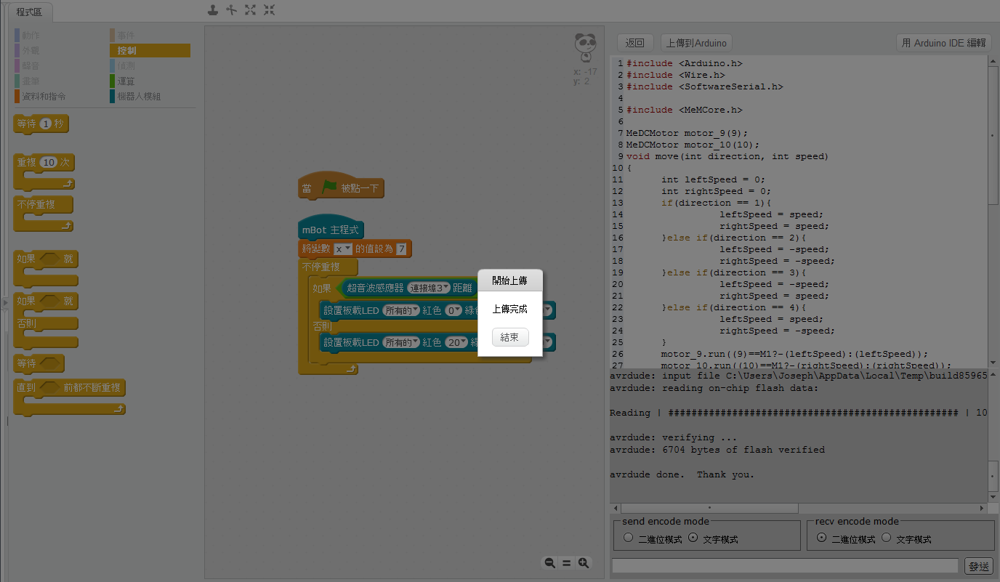 程式區
動作
事件
外觀
控制
聲音
偵測
畫筆
運算
資料和指令
機器人模組
等待 1 秒
重複 10 次
不停重複
如果 就
如果 就
否則
等待
直到 前都不斷重複
x: -17
y: 2
當 被點一下
mBot 主程式
將變數 x 的值設為 7
不停重複
如果 超音波感應器 連接埠3 距離
設置板載LED 所有的 紅色 0 綠色
否則
設置板載LED 所有的 紅色 20
開始上傳
上傳完成
結束
返回
上傳到Arduino
用 Arduino IDE 編輯
1 #include <Arduino.h>
2 #include <Wire.h>
3 #include <SoftwareSerial.h>
4
5 #include <MeMCore.h>
6
7 MeDCMotor motor_9(9);
8 MeDCMotor motor_10(10);
9 void move(int direction, int speed)
10 {
11 int leftSpeed = 0;
12 int rightSpeed = 0;
13 if(direction == 1){
14 leftSpeed = speed;
15 rightSpeed = speed;
16 }else if(direction == 2){
17 leftSpeed = -speed;
18 rightSpeed = -speed;
19 }else if(direction == 3){
20 leftSpeed = -speed;
21 rightSpeed = speed;
22 }else if(direction == 4){
23 leftSpeed = speed;
24 rightSpeed = -speed;
25 }
26 motor_9.run((9)==M1?-(leftSpeed):(leftSpeed));
27 motor_10.run((10)==M1?-(rightSpeed):(rightSpeed));
avrdude: input file C:\Users\Joseph\AppData\Local\Temp\build85965
avrdude: reading on-chip flash data:
Reading | ################################################## | 10
avrdude: verifying ...
avrdude: 6704 bytes of flash verified
avrdude done.  Thank you.
send encode mode
二進位模式 文字模式
recv encode mode
二進位模式 文字模式
發送